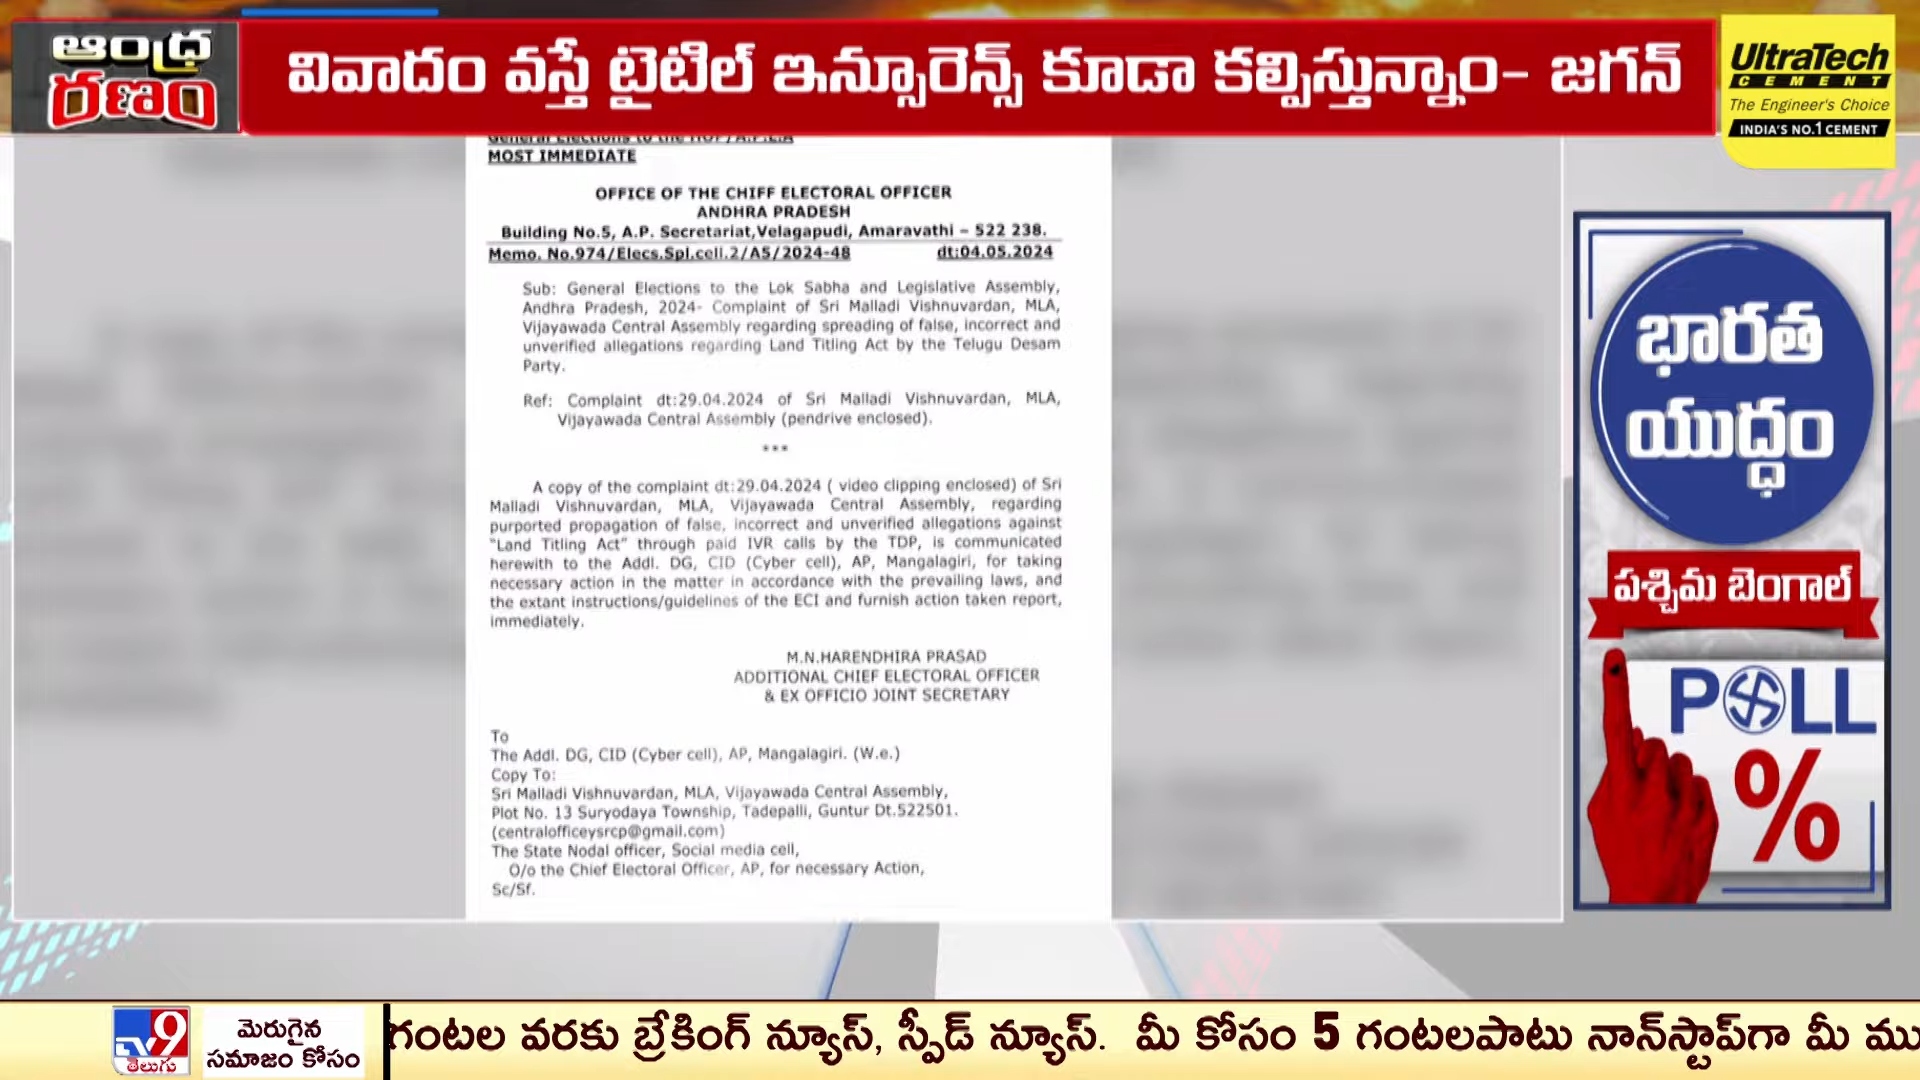 ఆంధ్ర
రణం
వివాదం వస్తే టైటిల్ ఇన్సూరెన్స్ కూడా కల్పిస్తున్నాం- జగన్
UltraTech
CEMENT
The Engineer's Choice
INDIA'S NO.1 CEMENT
General Elections to the HOP/A.P.L.A
MOST IMMEDIATE
OFFICE OF THE CHIFF ELECTORAL OFFICER
ANDHRA PRADESH
Building No.5, A.P. Secretariat,Velagapudi, Amaravathi – 522 238.
Memo. No.974/Elecs.Spl.cell.2/A5/2024-48 dt:04.05.2024
Sub: General Elections to the Lok Sabha and Legislative Assembly,
Andhra Pradesh, 2024- Complaint of Sri Malladi Vishnuvardan, MLA,
Vijayawada Central Assembly regarding spreading of false, incorrect and
unverified allegations regarding Land Titling Act by the Telugu Desam
Party.
Ref: Complaint dt:29.04.2024 of Sri Malladi Vishnuvardan, MLA,
Vijayawada Central Assembly (pendrive enclosed).
***
A copy of the complaint dt:29.04.2024 ( video clipping enclosed) of Sri
Malladi Vishnuvardan, MLA, Vijayawada Central Assembly, regarding
purported propagation of false, incorrect and unverified allegations against
"Land Titling Act" through paid IVR calls by the TDP, is communicated
herewith to the Addl. DG, CID (Cyber cell), AP, Mangalagiri, for taking
necessary action in the matter in accordance with the prevailing laws, and
the extant instructions/guidelines of the ECI and furnish action taken report,
immediately.
M.N.HARENDHIRA PRASAD
ADDITIONAL CHIEF ELECTORAL OFFICER
& EX OFFICIO JOINT SECRETARY
To
The Addl. DG, CID (Cyber cell), AP, Mangalagiri. (W.e.)
Copy To:
Sri Malladi Vishnuvardan, MLA, Vijayawada Central Assembly,
Plot No. 13 Suryodaya Township, Tadepalli, Guntur Dt.522501.
(centralofficeysrcp@gmail.com)
The State Nodal officer, Social media cell,
O/o the Chief Electoral Officer, AP, for necessary Action,
Sc/Sf.
భారత
యుద్ధం
పశ్చిమ బెంగాల్
POLL
%
TV9
తెలుగు
మెరుగైన
సమాజం కోసం
గంటల వరకు బ్రేకింగ్ న్యూస్, స్పీడ్ న్యూస్. మీ కోసం 5 గంటలపాటు నాన్‌స్టాప్‌గా మీ ము